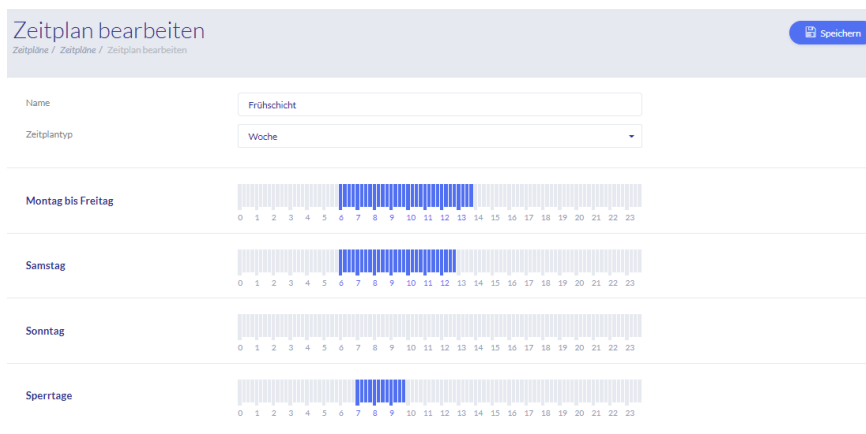 Zeitplan bearbeiten
Zeitpläne / Zeitpläne / Zeitplan bearbeiten
Speichern
Name
Frühschicht
Zeitplantyp
Woche
Montag bis Freitag
0 1 2 3 4 5 6 7 8 9 10 11 12 13 14 15 16 17 18 19 20 21 22 23
Samstag
0 1 2 3 4 5 6 7 8 9 10 11 12 13 14 15 16 17 18 19 20 21 22 23
Sonntag
0 1 2 3 4 5 6 7 8 9 10 11 12 13 14 15 16 17 18 19 20 21 22 23
Sperrtage
0 1 2 3 4 5 6 7 8 9 10 11 12 13 14 15 16 17 18 19 20 21 22 23